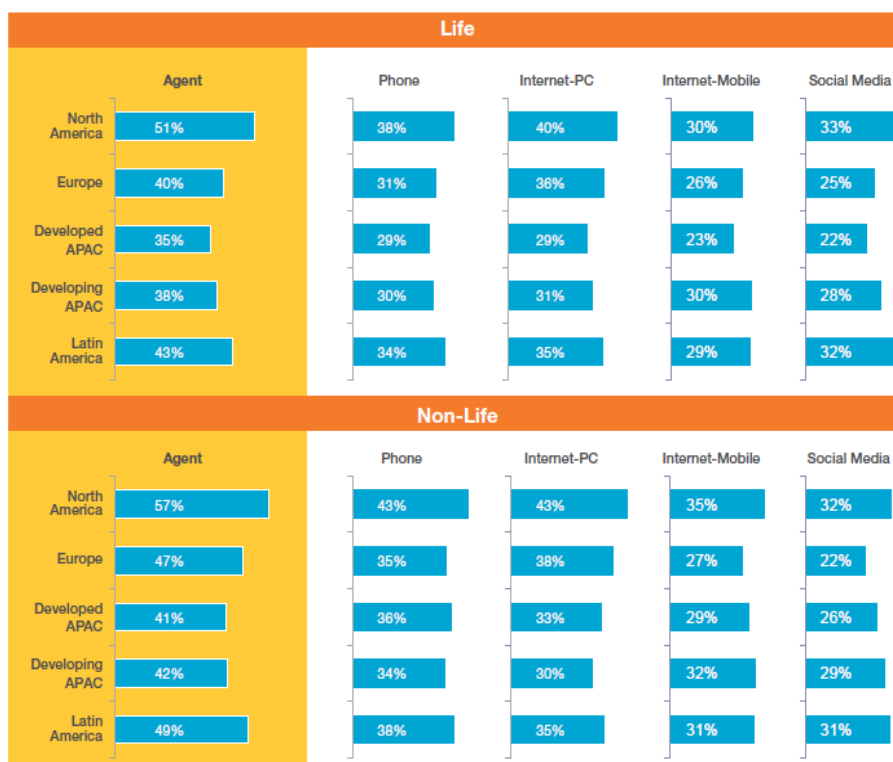 Life
Agent Phone Internet-PC Internet-Mobile Social Media
North
America 51% 38% 40% 30% 33%
Europe 40% 31% 36% 26% 25%
Developed
APAC 35% 29% 29% 23% 22%
Developing
APAC 38% 30% 31% 30% 28%
Latin
America 43% 34% 35% 29% 32%
Non-Life
Agent Phone Internet-PC Internet-Mobile Social Media
North
America 57% 43% 43% 35% 32%
Europe 47% 35% 38% 27% 22%
Developed
APAC 41% 36% 33% 29% 26%
Developing
APAC 42% 34% 30% 32% 29%
Latin
America 49% 38% 35% 31% 31%